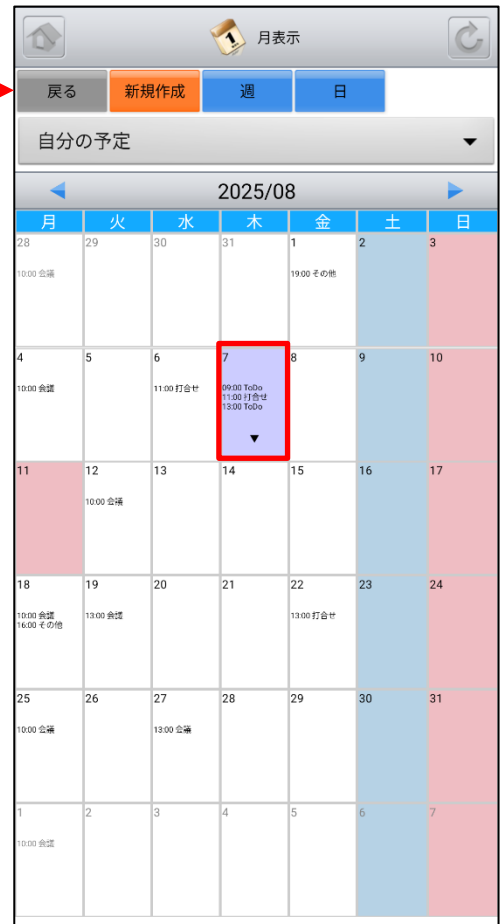 1 月表示
戻る 新規作成 週 日
自分の予定
2025/08
月 火 水 木 金 土 日
28 29 30 31 1 2 3
10:00 会議 19:00 その他
4 5 6 7 8 9 10
10:00 会議 11:00 打合せ 09:00 ToDo
11:00 打合せ
13:00 ToDo
11 12 13 14 15 16 17
10:00 会議
18 19 20 21 22 23 24
10:00 会議 13:00 会議 13:00 打合せ
16:00 その他
25 26 27 28 29 30 31
10:00 会議 13:00 会議
1 2 3 4 5 6 7
10:00 会議